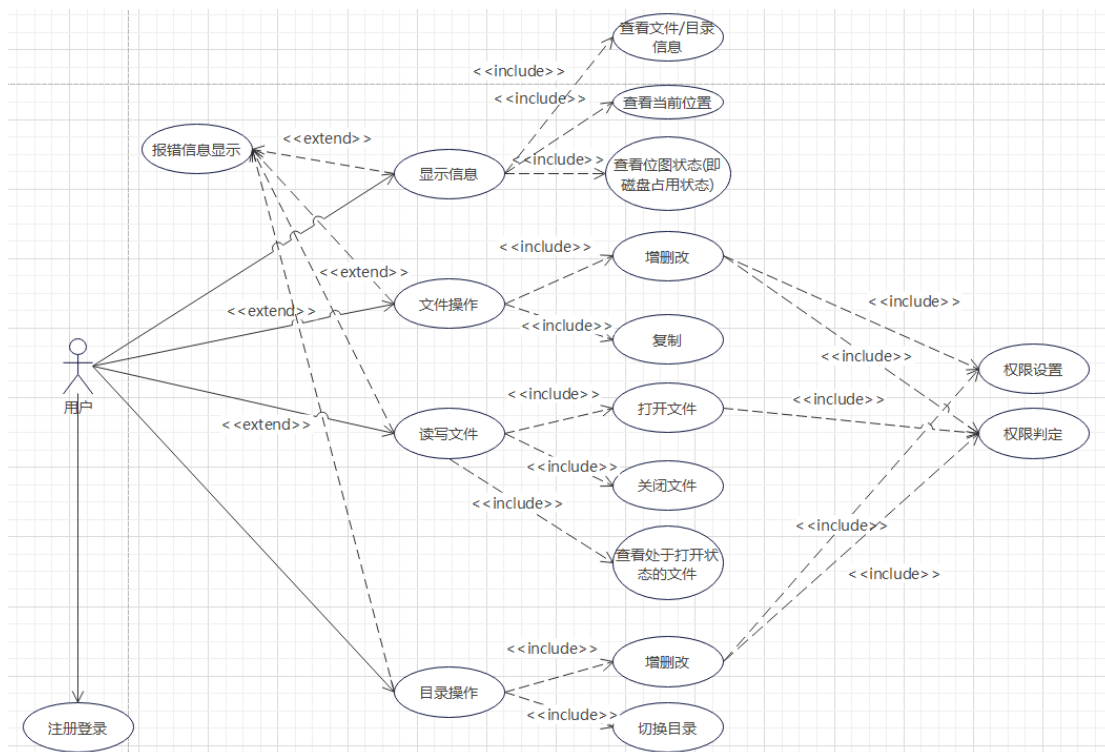 查看文件/目录
信息
<<include>>
<<include>>
查看当前位置
<<extend>>
报错信息显示
<<include>>
显示信息
查看位图状态(即
磁盘占用状态)
<<include>>
增删改
<<extend>>
<<extend>>
文件操作
<<include>>
<<include>>
复制
<<include>>
权限设置
用户
<<include>>
打开文件
<<include>>
<<extend>>
读写文件
权限判定
<<include>>
关闭文件
<<include>>
<<include>>
查看处于打开状
态的文件
<<include>>
<<include>>
增删改
目录操作
<<include>>
切换目录
注册登录